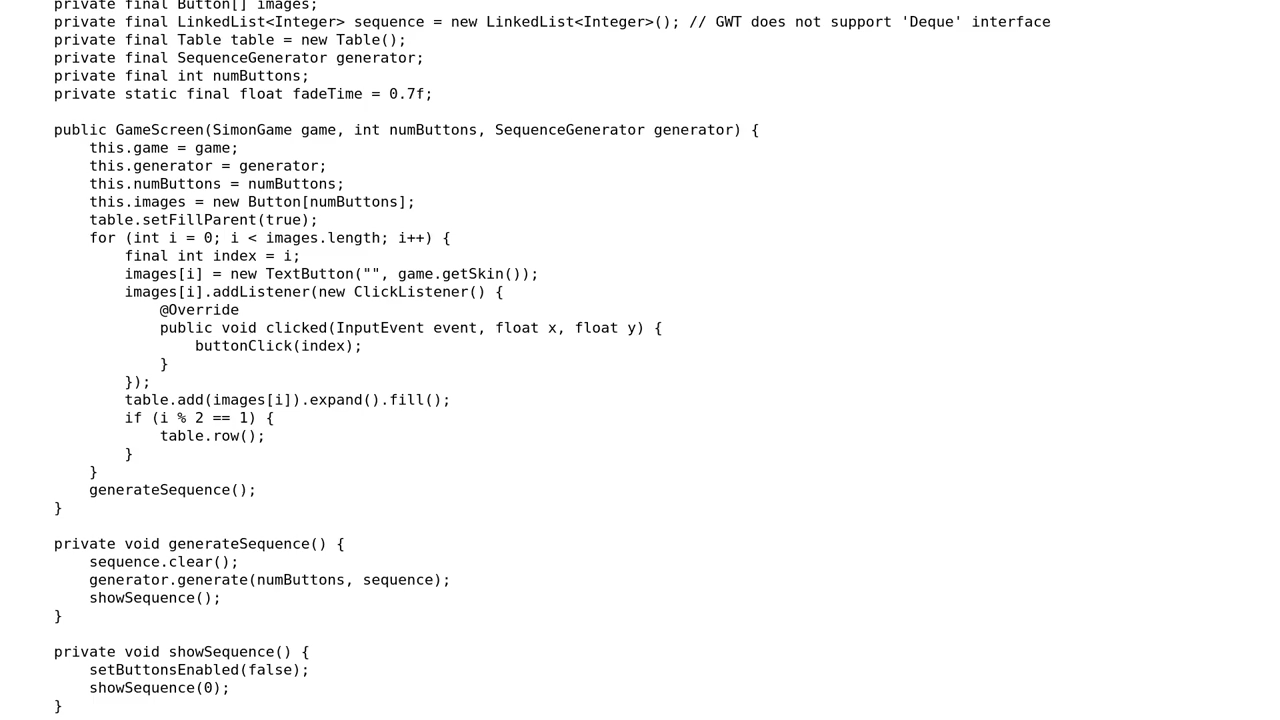 private final Button[] images;
private final LinkedList<Integer> sequence = new LinkedList<Integer>(); // GWT does not support 'Deque' interface
private final Table table = new Table();
private final SequenceGenerator generator;
private final int numButtons;
private static final float fadeTime = 0.7f;

public GameScreen(SimonGame game, int numButtons, SequenceGenerator generator) {
    this.game = game;
    this.generator = generator;
    this.numButtons = numButtons;
    this.images = new Button[numButtons];
    table.setFillParent(true);
    for (int i = 0; i < images.length; i++) {
        final int index = i;
        images[i] = new TextButton("", game.getSkin());
        images[i].addListener(new ClickListener() {
            @Override
            public void clicked(InputEvent event, float x, float y) {
                buttonClick(index);
            }
        });
        table.add(images[i]).expand().fill();
        if (i % 2 == 1) {
            table.row();
        }
    }
    generateSequence();
}

private void generateSequence() {
    sequence.clear();
    generator.generate(numButtons, sequence);
    showSequence();
}

private void showSequence() {
    setButtonsEnabled(false);
    showSequence(0);
}